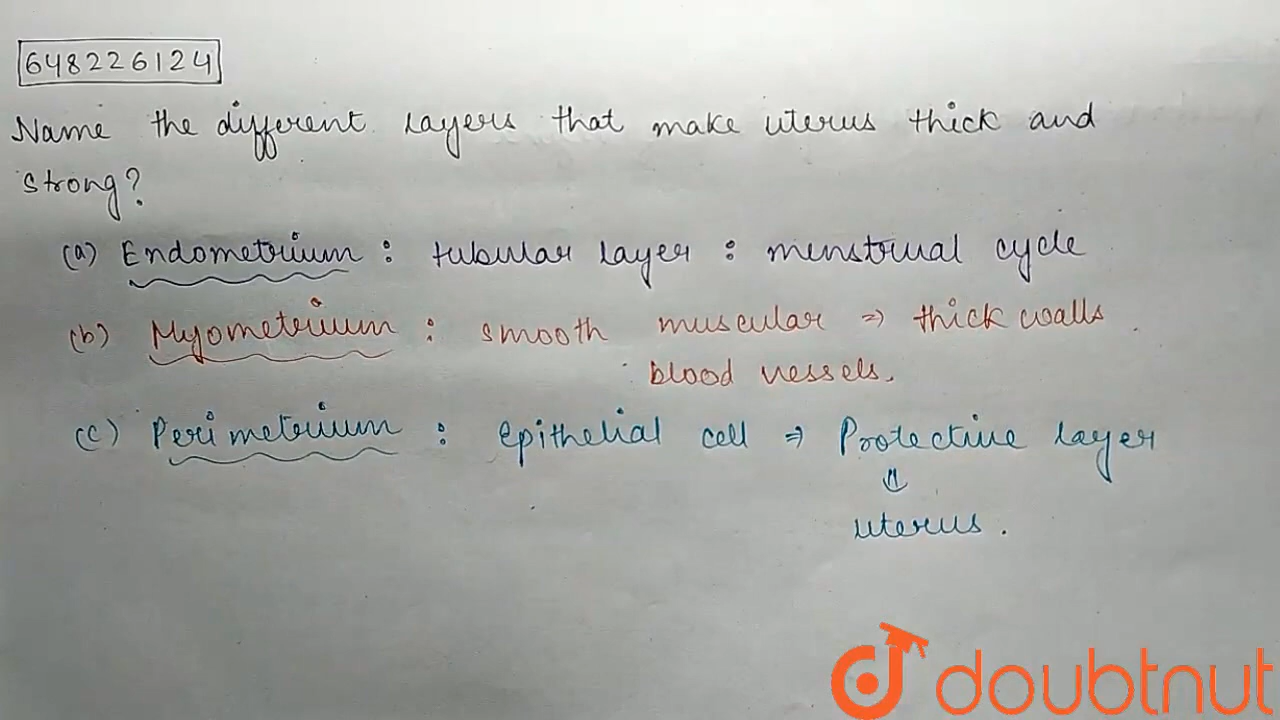 648226124
Name the different layers that make uterus thick and
strong?
(a) Endometrium : tubular layer : menstrual cycle
(b) Myometrium : smooth muscular => thick walls.
blood vessels.
(c) Perimetrium : epithelial cell => Protective layer
uterus.
doubtnut